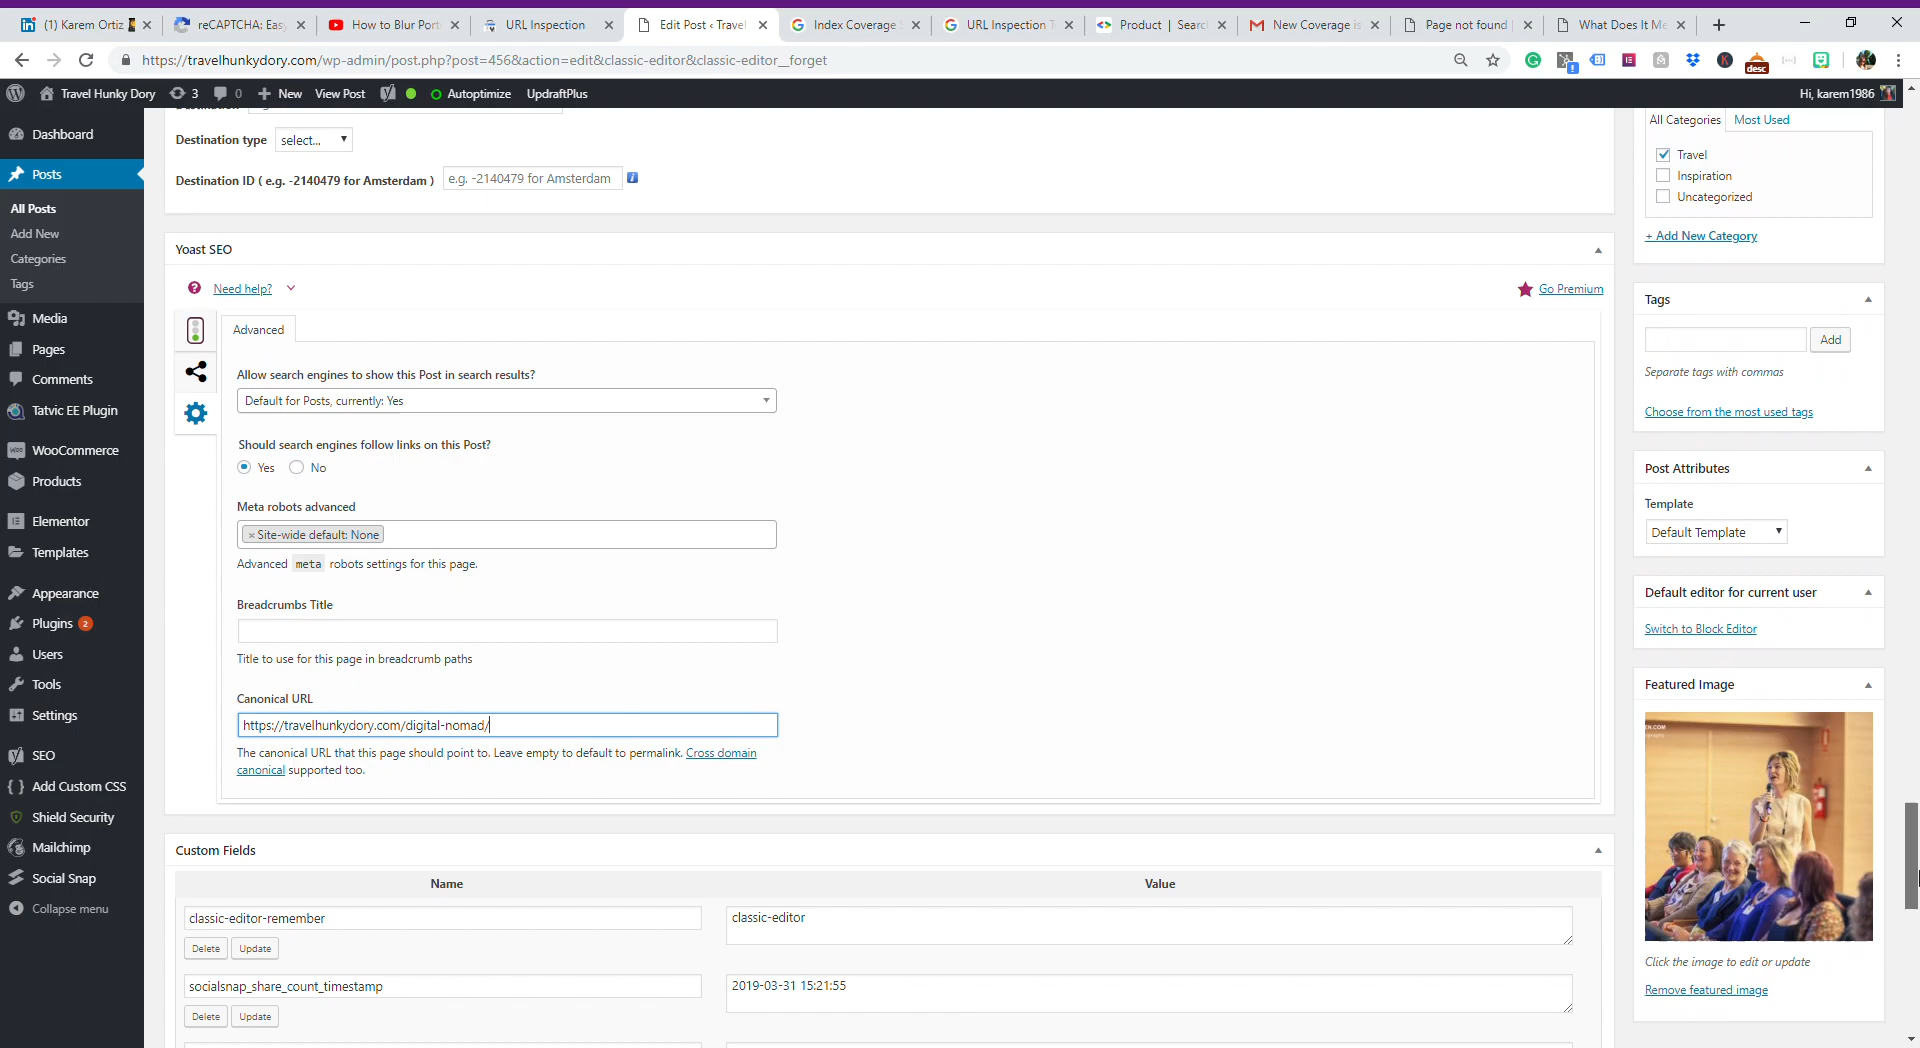 (1) Karem Ortiz
reCAPTCHA: Easy
How to Blur Port
URL Inspection
Edit Post ‹ Travel
Index Coverage
URL Inspection T
Product | Search
New Coverage is
Page not found
What Does It Me
https://travelhunkydory.com/wp-admin/post.php?post=456&action=edit&classic-editor&classic-editor__forget
desc
Travel Hunky Dory
3
0
New
View Post
Autoptimize
UpdraftPlus
Hi, karem1986
Dashboard
Posts
All Posts
Add New
Categories
Tags
Media
Pages
Comments
Tatvic EE Plugin
WooCommerce
Products
Elementor
Templates
Appearance
Plugins 2
Users
Tools
Settings
SEO
Add Custom CSS
Shield Security
Mailchimp
Social Snap
Collapse menu
Destination type select...
Destination ID ( e.g. -2140479 for Amsterdam ) e.g. -2140479 for Amsterdam
Yoast SEO
Need help?
Go Premium
Advanced
Allow search engines to show this Post in search results?
Default for Posts, currently: Yes
Should search engines follow links on this Post?
Yes No
Meta robots advanced
× Site-wide default: None
Advanced meta robots settings for this page.
Breadcrumbs Title
Title to use for this page in breadcrumb paths
Canonical URL
https://travelhunkydory.com/digital-nomad/
The canonical URL that this page should point to. Leave empty to default to permalink. Cross domain
canonical supported too.
Custom Fields
Name Value
classic-editor-remember classic-editor
Delete Update
socialsnap_share_count_timestamp 2019-03-31 15:21:55
Delete Update
All Categories Most Used
Travel
Inspiration
Uncategorized
+ Add New Category
Tags
Add
Separate tags with commas
Choose from the most used tags
Post Attributes
Template
Default Template
Default editor for current user
Switch to Block Editor
Featured Image
Click the image to edit or update
Remove featured image